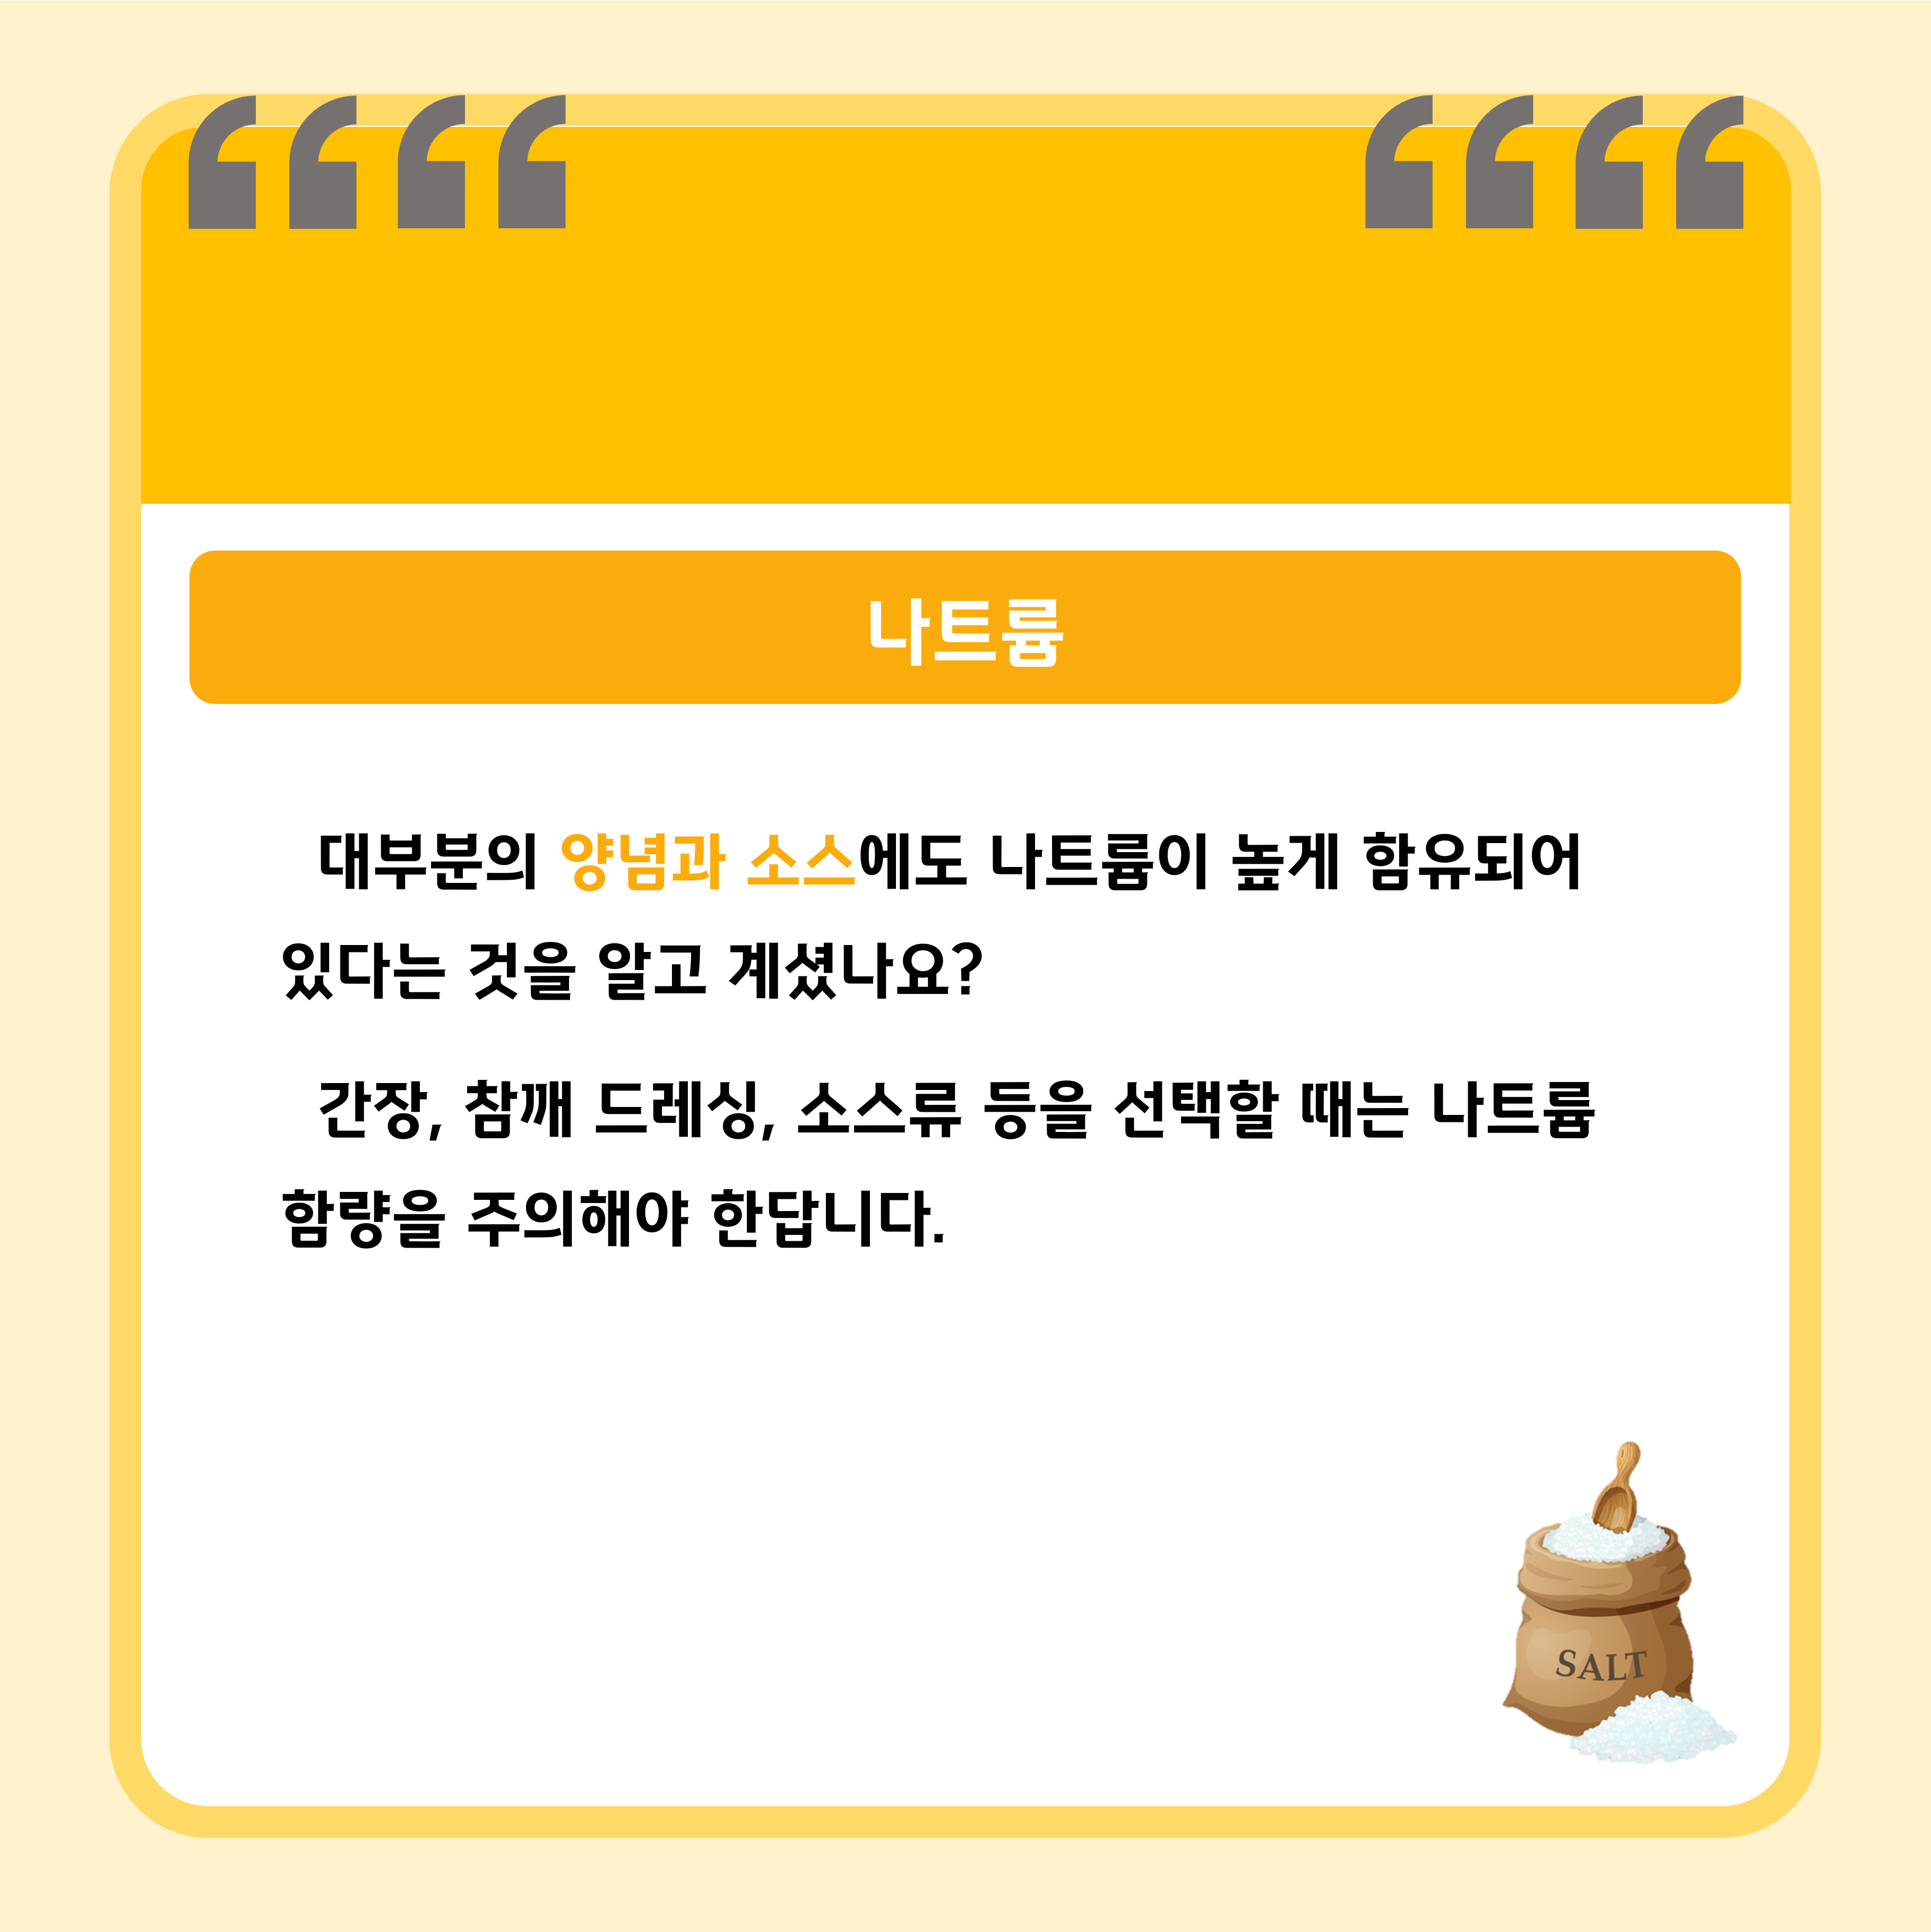 나트륨
대부분의 양념과 소스에도 나트륨이 높게 함유되어
있다는 것을 알고 계셨나요?
간장, 참깨 드레싱, 소스류 등을 선택할 때는 나트륨
함량을 주의해야 한답니다.
SALT